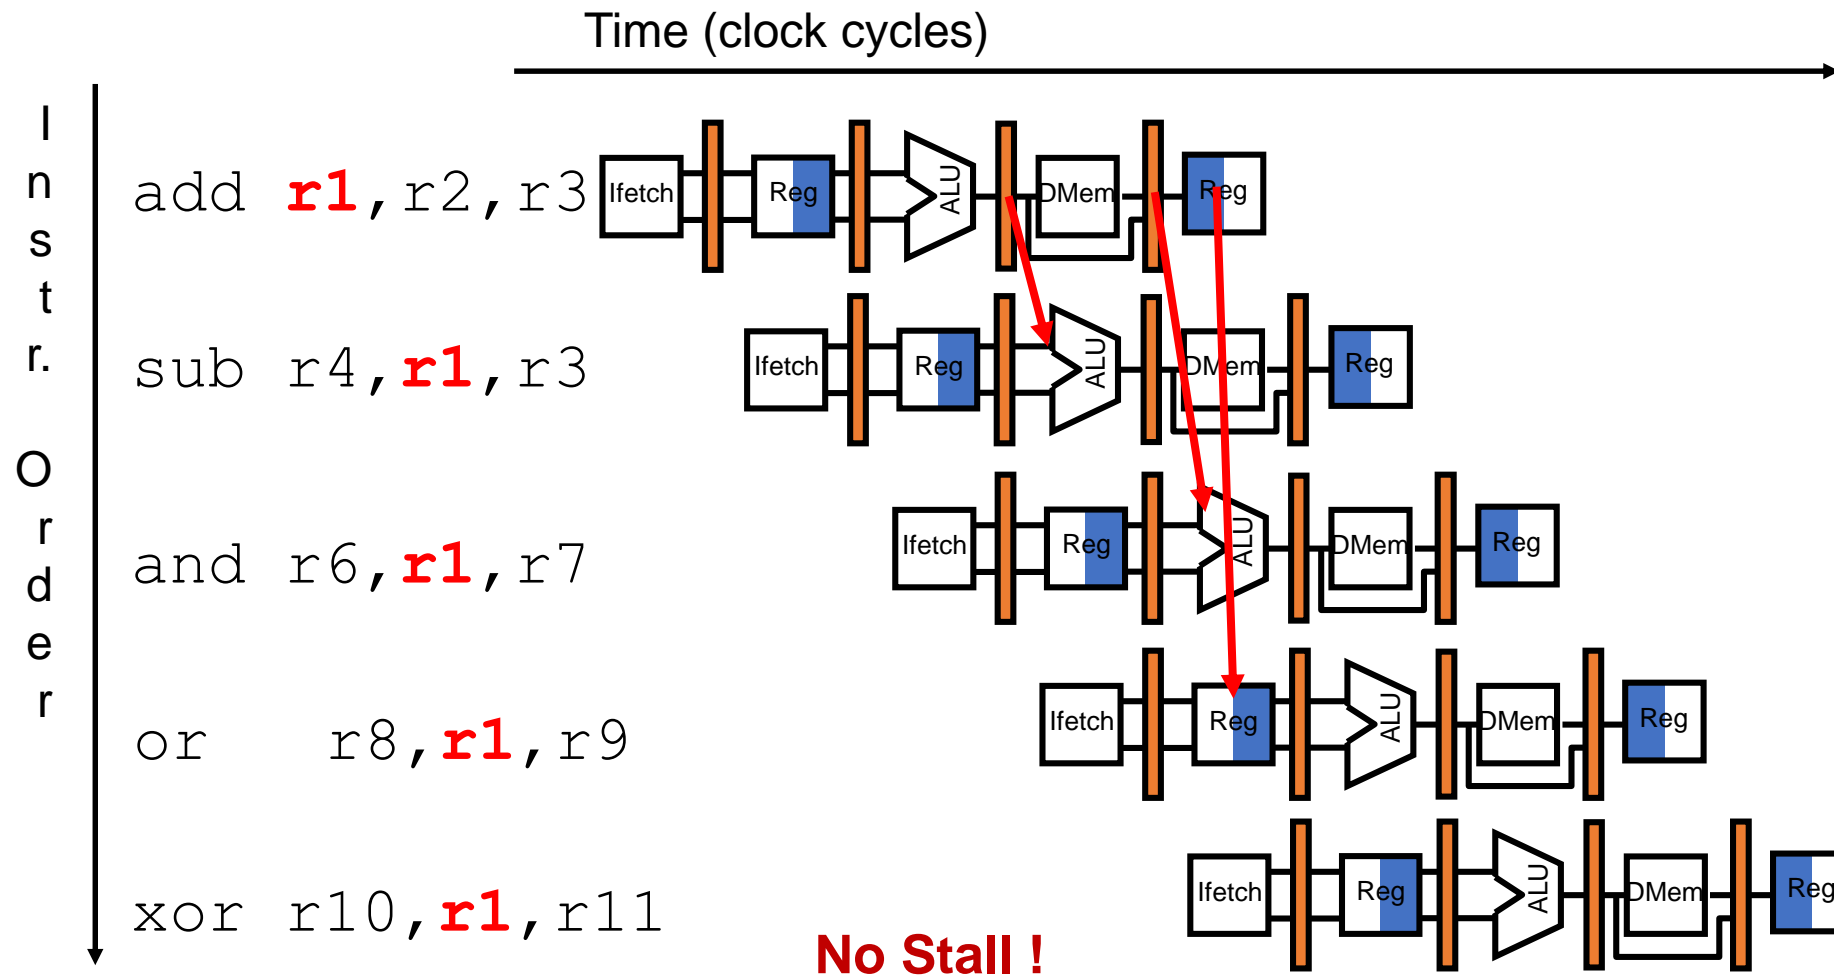 Time (clock cycles)
Instr. Order
add r1,r2,r3
Ifetch Reg ALU DMem Reg
sub r4,r1,r3
Ifetch Reg ALU DMem Reg
and r6,r1,r7
Ifetch Reg ALU DMem Reg
or r8,r1,r9
Ifetch Reg ALU DMem Reg
xor r10,r1,r11
Ifetch Reg ALU DMem Reg
No Stall !